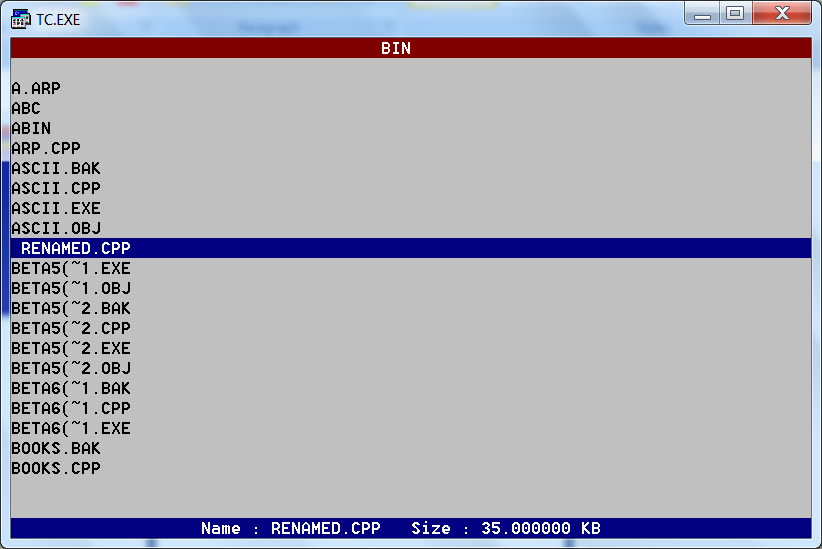 TC.EXE
BIN
A.ARP
ABC
ABIN
ARP.CPP
ASCII.BAK
ASCII.CPP
ASCII.EXE
ASCII.OBJ
RENAMED.CPP
BETA5(~1.EXE
BETA5(~1.OBJ
BETA5(~2.BAK
BETA5(~2.CPP
BETA5(~2.EXE
BETA5(~2.OBJ
BETA6(~1.BAK
BETA6(~1.CPP
BETA6(~1.EXE
BOOKS.BAK
BOOKS.CPP
Name : RENAMED.CPP   Size : 35.000000 KB